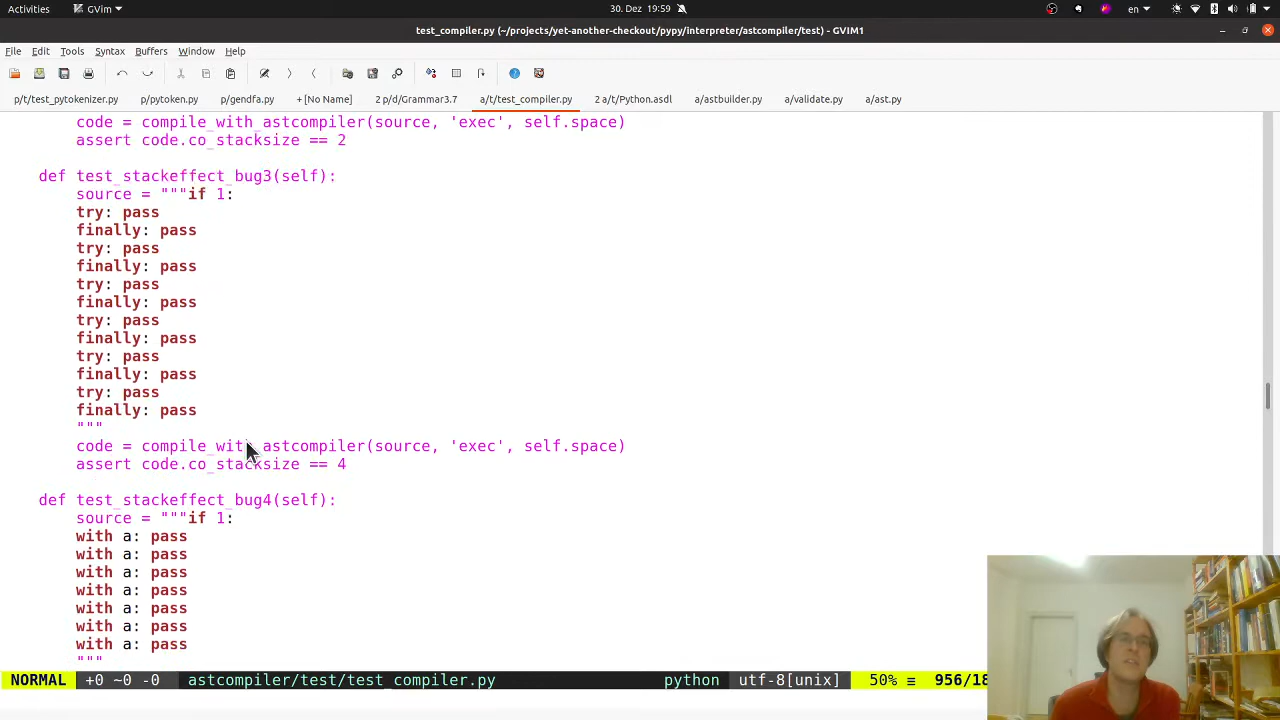 Activities GVim 30. Dez 19:59 en
test_compiler.py (~/projects/yet-another-checkout/pypy/interpreter/astcompiler/test) - GVIM1
File Edit Tools Syntax Buffers Window Help
p/t/test_pytokenizer.py p/pytoken.py p/gendfa.py + [No Name] 2 p/d/Grammar3.7 a/t/test_compiler.py 2 a/t/Python.asdl a/astbuilder.py a/validate.py a/ast.py
code = compile_with_astcompiler(source, 'exec', self.space)
assert code.co_stacksize == 2
def test_stackeffect_bug3(self):
source = """if 1:
try: pass
finally: pass
try: pass
finally: pass
try: pass
finally: pass
try: pass
finally: pass
try: pass
finally: pass
try: pass
finally: pass
"""
code = compile_with_astcompiler(source, 'exec', self.space)
assert code.co_stacksize == 4
def test_stackeffect_bug4(self):
source = """if 1:
with a: pass
with a: pass
with a: pass
with a: pass
with a: pass
with a: pass
with a: pass
"""
NORMAL +0 ~0 -0 astcompiler/test/test_compiler.py python utf-8[unix] 50% ≡ 956/18